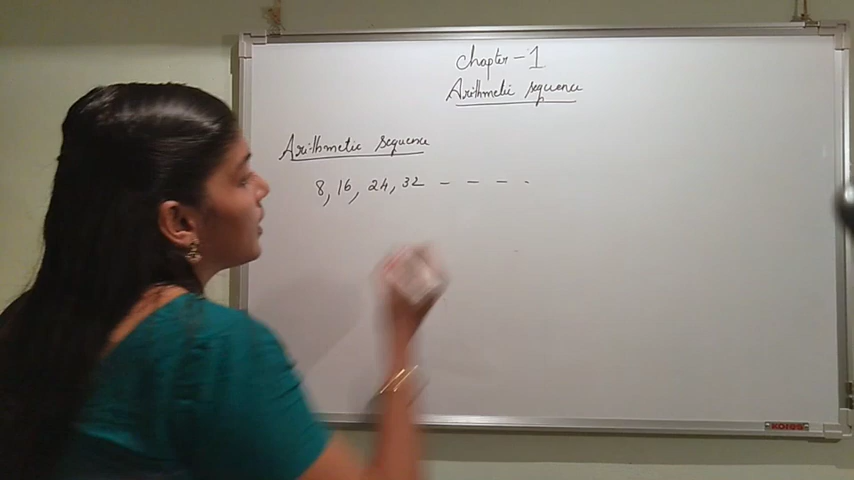 Chapter - 1
Arithmetic sequence
Arithmetic sequence
8, 16, 24, 32 - - - -
KORES